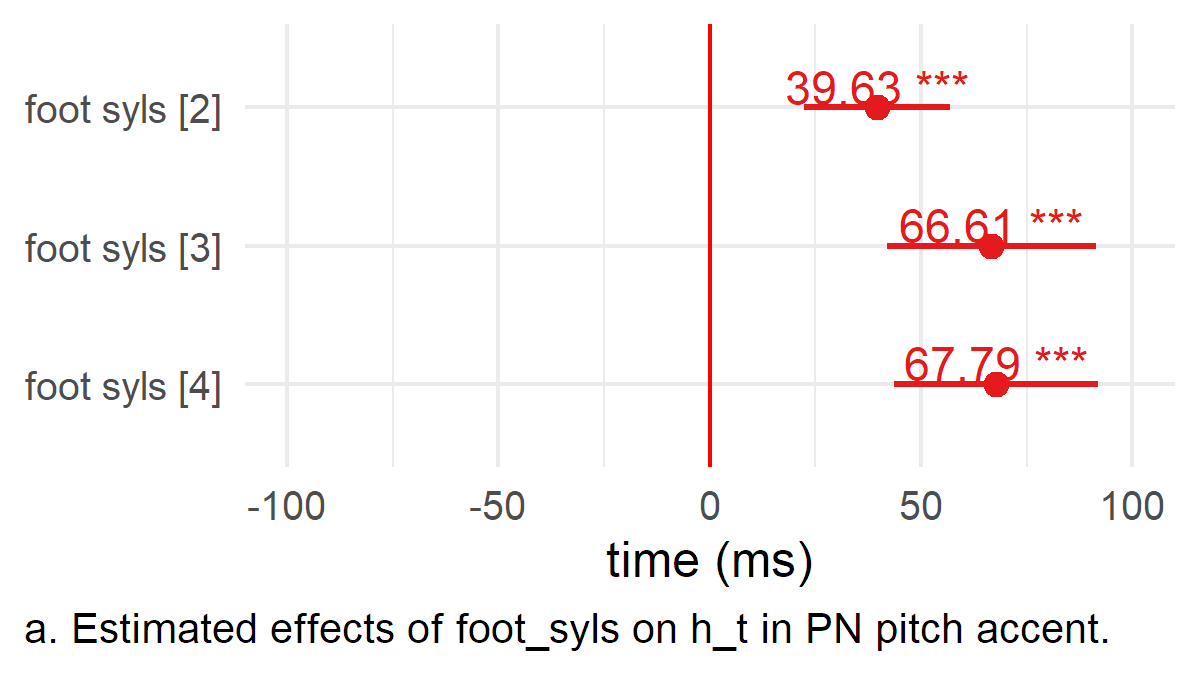 39.63 ***
foot syls [2]
66.61 ***
foot syls [3]
67.79 ***
foot syls [4]
-100 -50 0 50 100
time (ms)
a. Estimated effects of foot_syls on h_t in PN pitch accent.